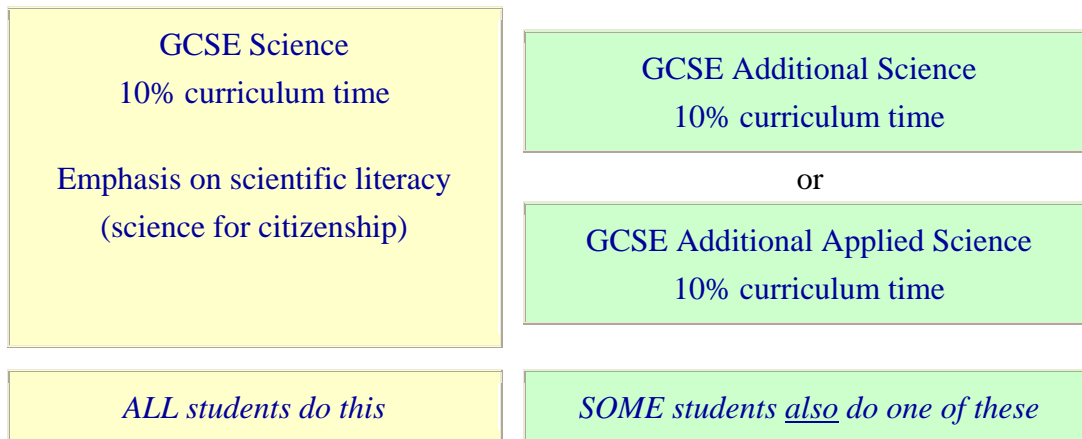 GCSE Science
10% curriculum time
Emphasis on scientific literacy
(science for citizenship)
GCSE Additional Science
10% curriculum time
or
GCSE Additional Applied Science
10% curriculum time
ALL students do this
SOME students also do one of these